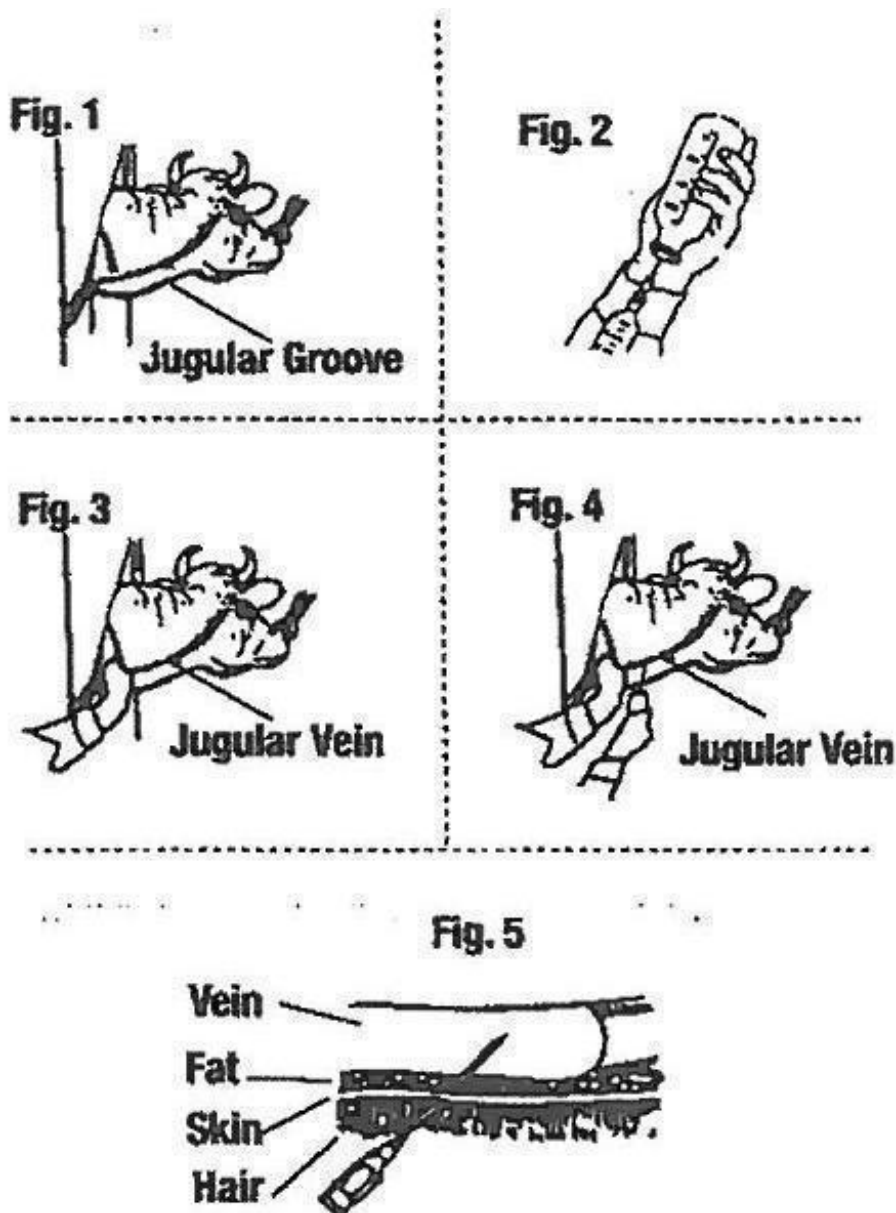 Fig. 1
Jugular Groove
Fig. 2
Fig. 3
Jugular Vein
Fig. 4
Jugular Vein
Fig. 5
Vein
Fat
Skin
Hair